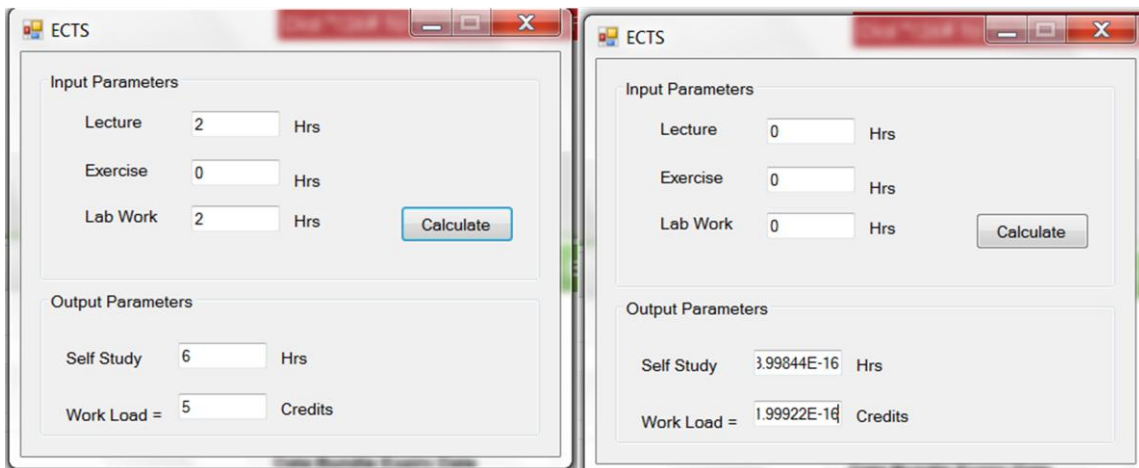 ECTS
Input Parameters
Lecture 2 Hrs
Exercise 0 Hrs
Lab Work 2 Hrs
Calculate
Output Parameters
Self Study 6 Hrs
Work Load = 5 Credits
ECTS
Input Parameters
Lecture 0 Hrs
Exercise 0 Hrs
Lab Work 0 Hrs
Calculate
Output Parameters
Self Study 3.99844E-16 Hrs
Work Load = 1.99922E-16 Credits